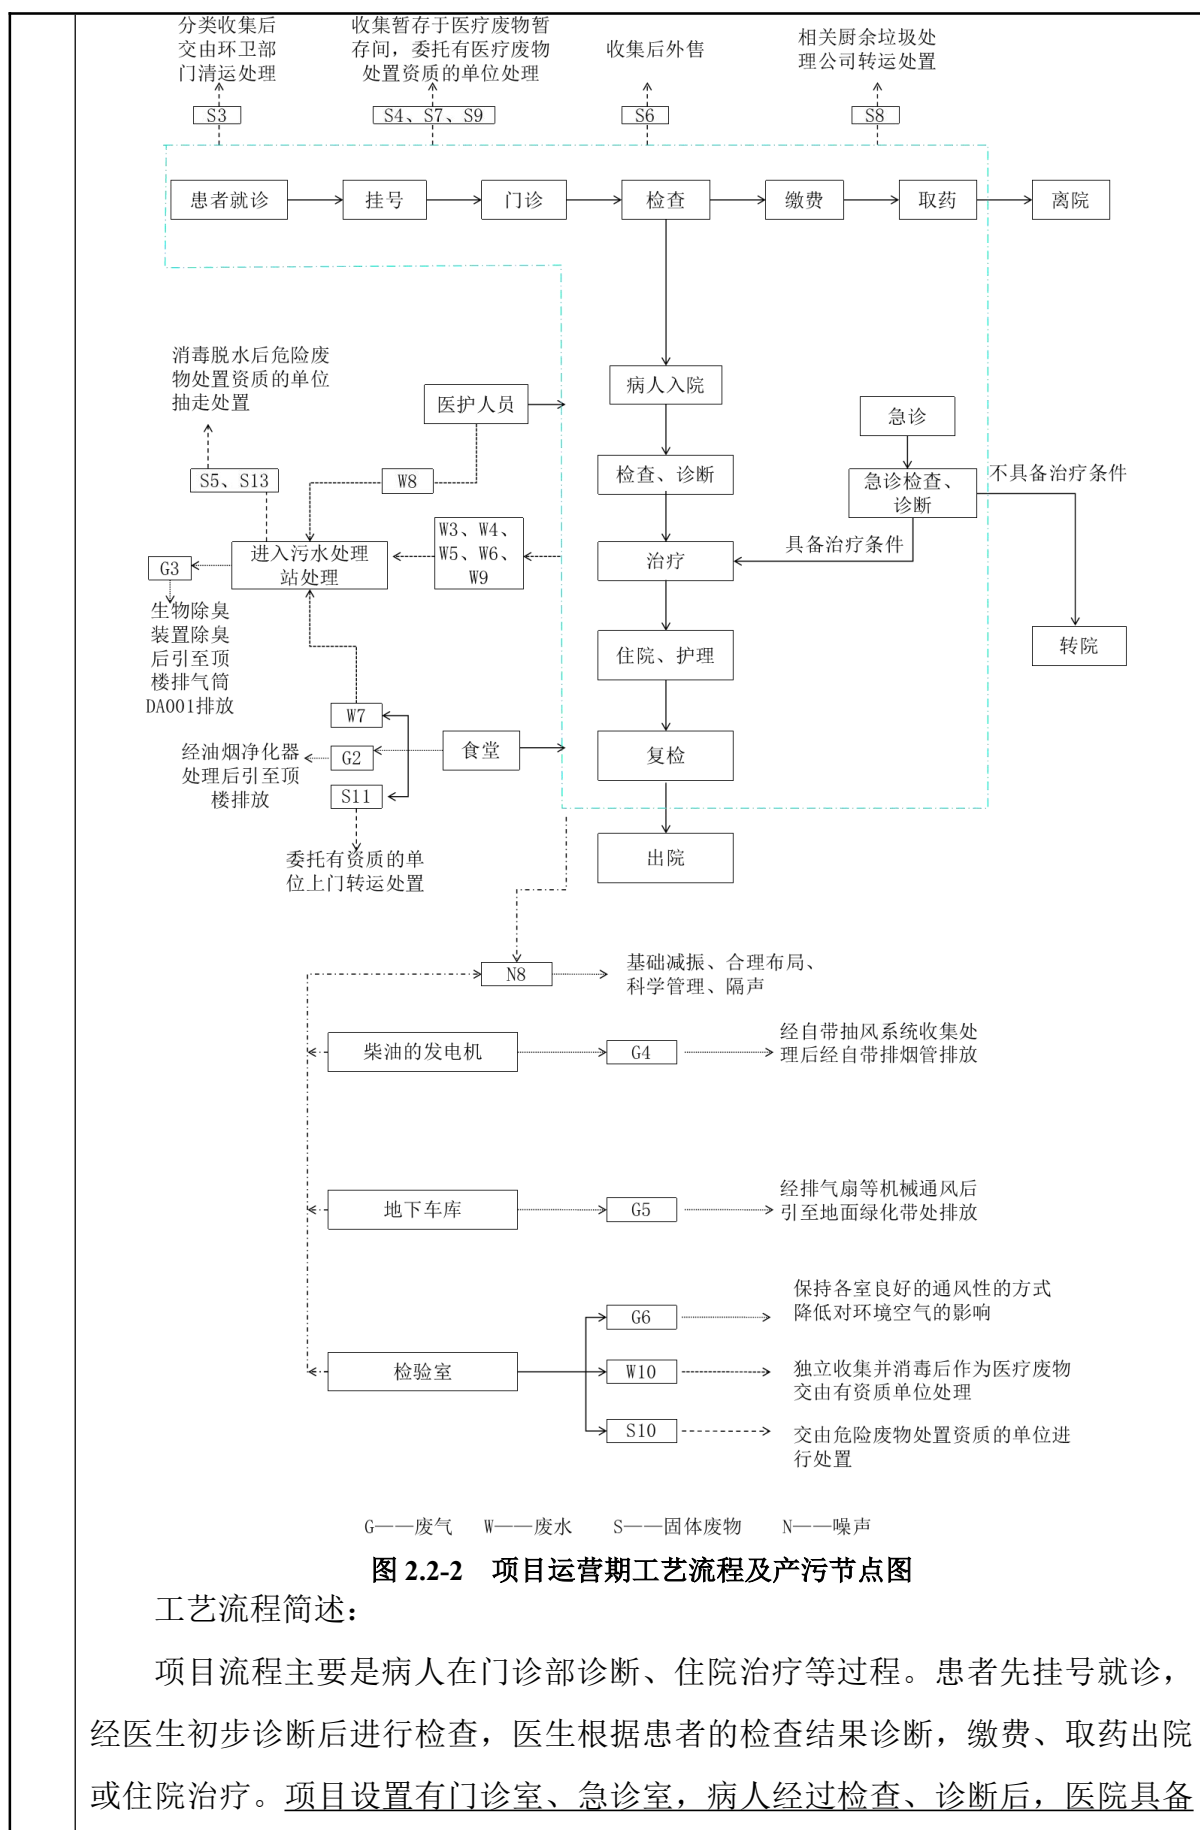 分类收集后
交由环卫部
门清运处理
收集暂存于医疗废物暂
存间，委托有医疗废物
处置资质的单位处理
收集后外售
相关厨余垃圾处
理公司转运处置
S3
S4、S7、S9
S6
S8
患者就诊
挂号
门诊
检查
缴费
取药
离院
消毒脱水后危险废
物处置资质的单位
抽走处置
医护人员
病人入院
急诊
S5、S13
W8
检查、诊断
急诊检查、
诊断
不具备治疗条件
W3、W4、
W5、W6、
W9
具备治疗条件
进入污水处理
站处理
治疗
G3
生物除臭
装置除臭
后引至顶
楼排气筒
DA001排放
住院、护理
转院
W7
经油烟净化器
处理后引至顶
楼排放
G2
食堂
复检
S11
委托有资质的单
位上门转运处置
出院
N8
基础减振、合理布局、
科学管理、隔声
柴油的发电机
G4
经自带抽风系统收集处
理后经自带排烟管排放
地下车库
G5
经排气扇等机械通风后
引至地面绿化带处排放
保持各室良好的通风性的方式
降低对环境空气的影响
G6
检验室
W10
独立收集并消毒后作为医疗废物
交由有资质单位处理
S10
交由危险废物处置资质的单位进
行处置
G——废气 W——废水 S——固体废物 N——噪声
图 2.2-2 项目运营期工艺流程及产污节点图
工艺流程简述：
项目流程主要是病人在门诊部诊断、住院治疗等过程。患者先挂号就诊，
经医生初步诊断后进行检查，医生根据患者的检查结果诊断，缴费、取药出院
或住院治疗。项目设置有门诊室、急诊室，病人经过检查、诊断后，医院具备